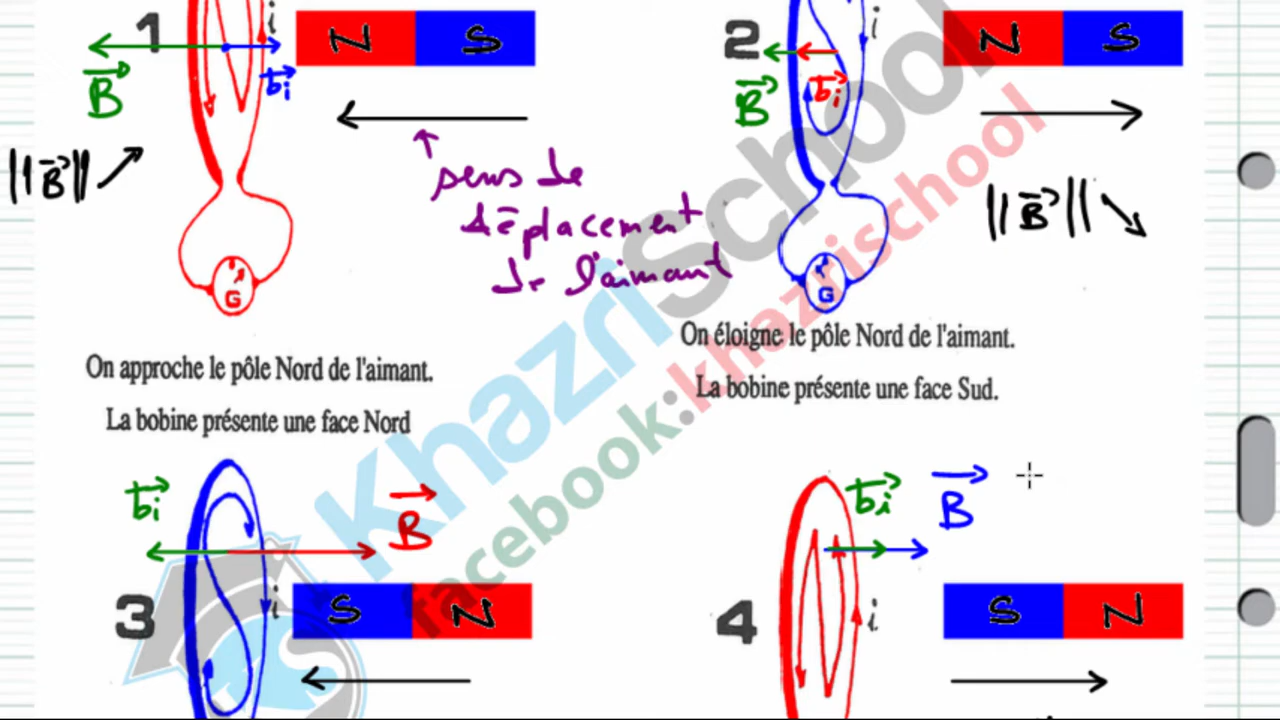 1
i
N S
B
bi
||B|| ↗
sens de
déplacement
de l'aimant
G
On approche le pôle Nord de l'aimant.
La bobine présente une face Nord
2
i
N S
B
bi
||B|| ↘
G
On éloigne le pôle Nord de l'aimant.
La bobine présente une face Sud.
KhazriSchool
facebook:khazrischool
3
bi
B
i
S N
4
bi
B
i
S N